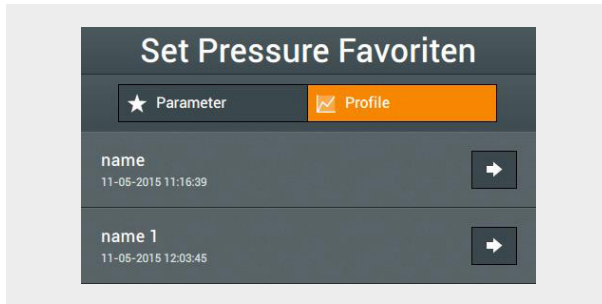 Set Pressure Favoriten
Parameter Profile
name
11-05-2015 11:16:39
name 1
11-05-2015 12:03:45